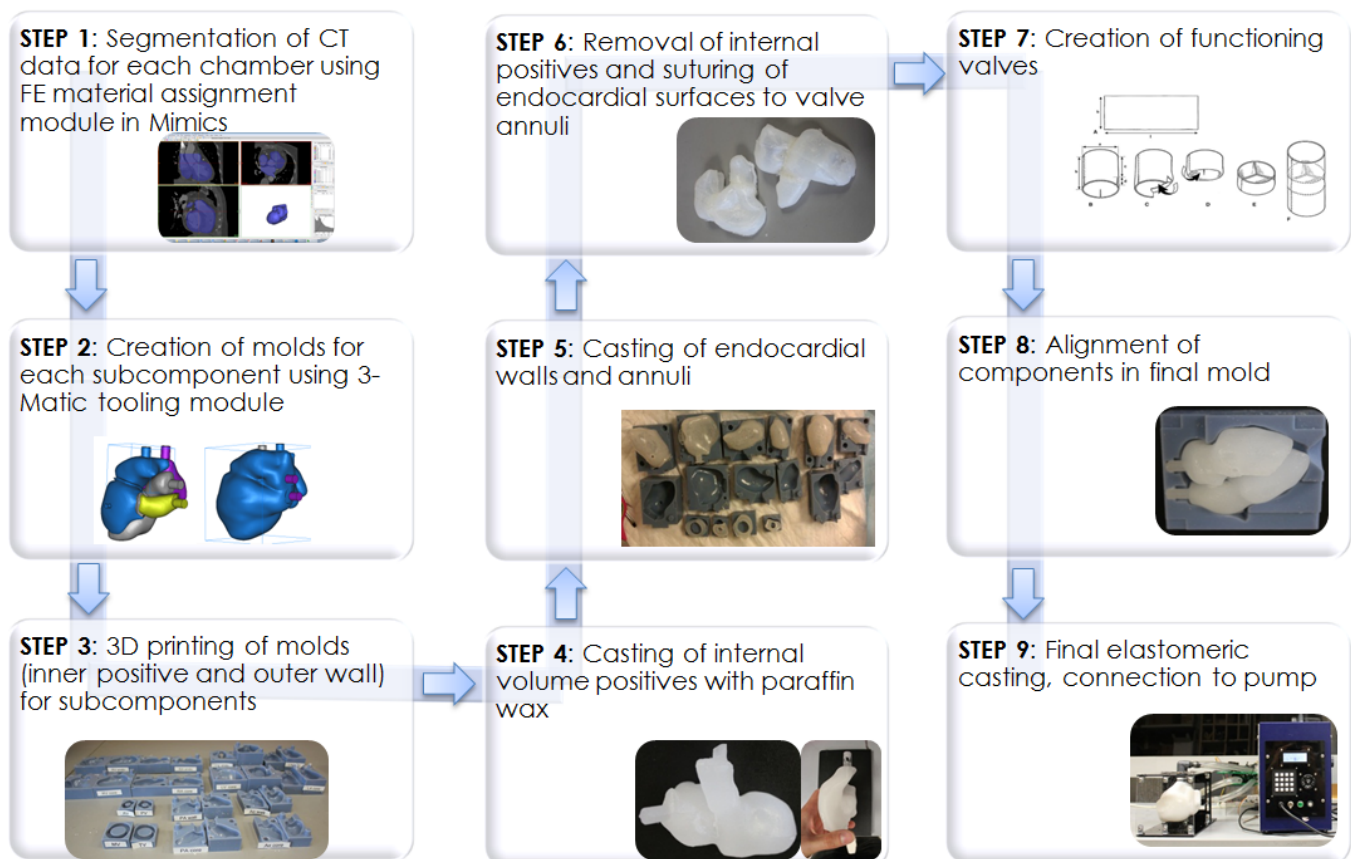 STEP 1: Segmentation of CT
data for each chamber using
FE material assignment
module in Mimics
STEP 2: Creation of molds for
each subcomponent using 3-
Matic tooling module
STEP 3: 3D printing of molds
(inner positive and outer wall)
for subcomponents
STEP 4: Casting of internal
volume positives with paraffin
wax
STEP 5: Casting of endocardial
walls and annuli
STEP 6: Removal of internal
positives and suturing of
endocardial surfaces to valve
annuli
STEP 7: Creation of functioning
valves
A
B
C
D
E
F
STEP 8: Alignment of
components in final mold
STEP 9: Final elastomeric
casting, connection to pump